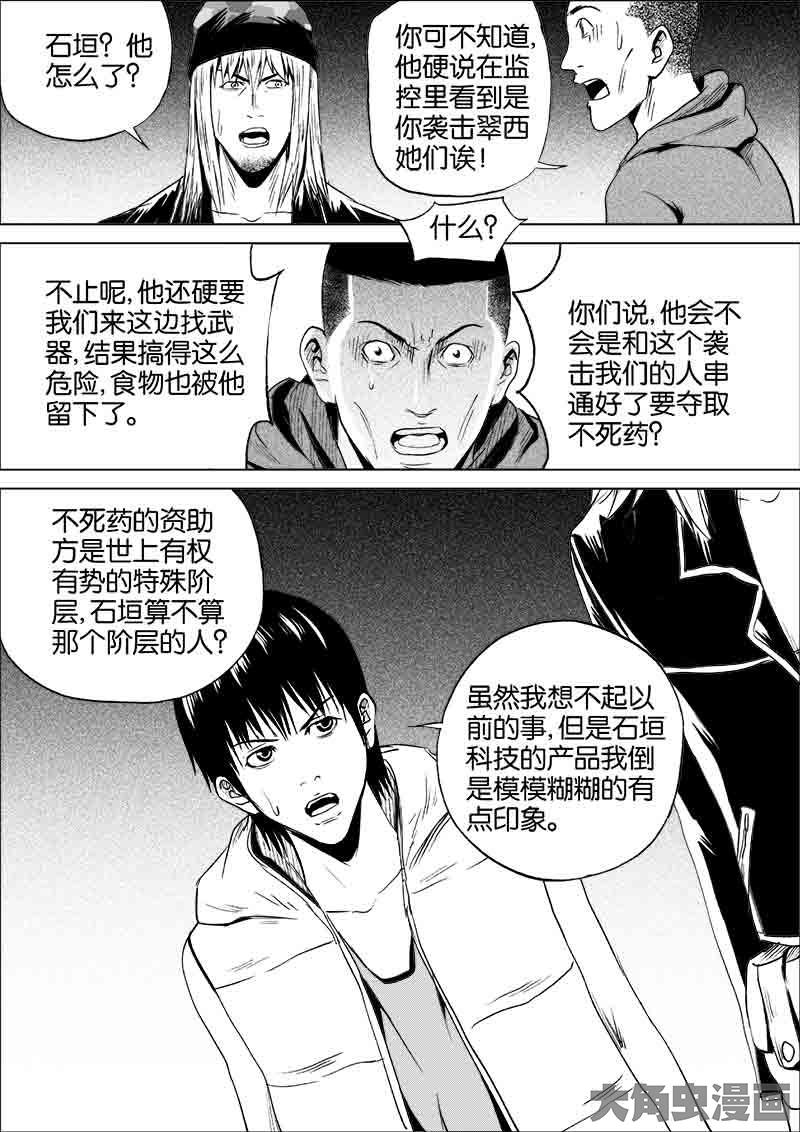 石垣？他
怎么了？
你可不知道，
他硬说在监
控里看到是
你袭击翠西
她们诶！
什么？
不止呢，他还硬要
我们来这边找武
器，结果搞得这么
危险，食物也被他
留下了。
你们说，他会不
会是和这个袭
击我们的人串
通好了要夺取
不死药？
不死药的资助
方是世上有权
有势的特殊阶
层，石垣算不算
那个阶层的人？
虽然我想不起以
前的事，但是石垣
科技的产品我倒
是模模糊糊的有
点印象。
大角虫漫画